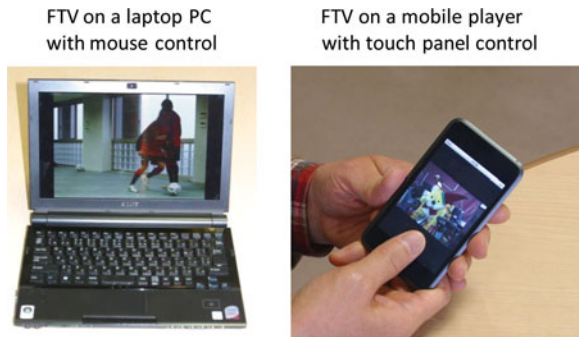 FTV on a laptop PC
with mouse control
FTV on a mobile player
with touch panel control